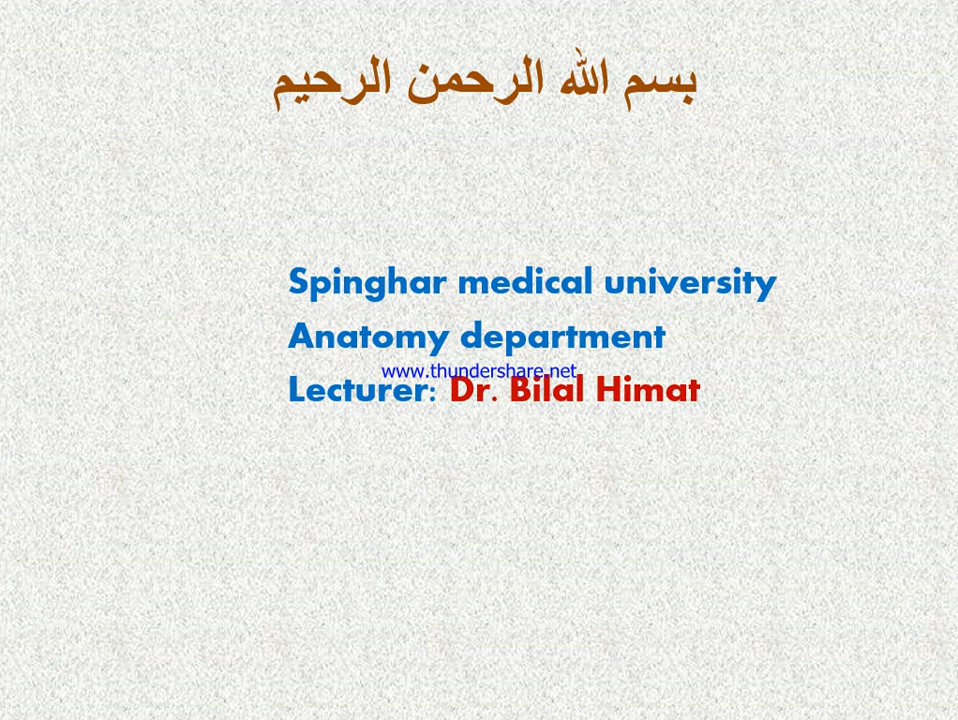 بسم الله الرحمن الرحيم
Spinghar medical university
Anatomy department
www.thundershare.net
Lecturer: Dr. Bilal Himat